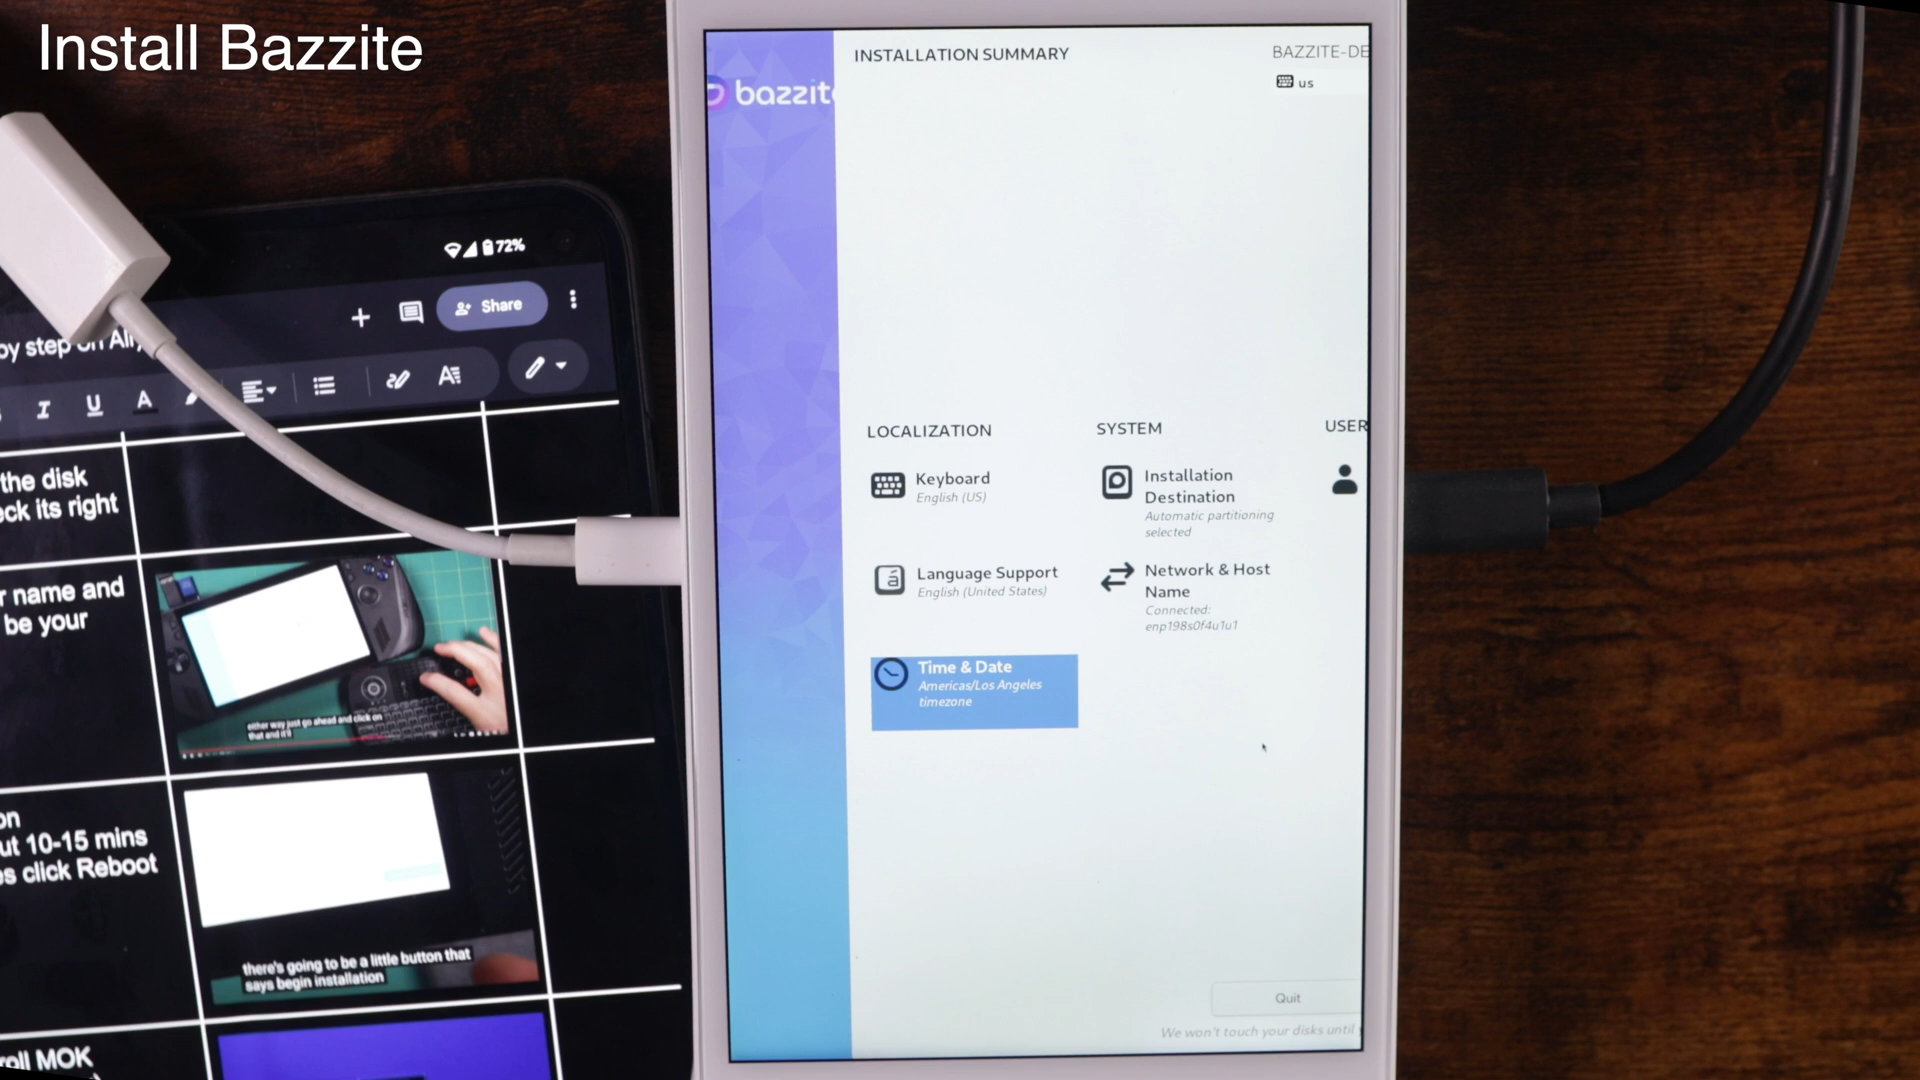 Install Bazzite
72%
Share
by step on
the disk
its right
name and
be your
either way just go ahead and click on
that and it'll
10-15 mins
click Reboot
there's going to be a little button that
says begin installation
MOK
INSTALLATION SUMMARY
BAZZITE-DE
us
bazzite
LOCALIZATION
Keyboard
English (US)
Language Support
English (United States)
Time & Date
Americas/Los Angeles
timezone
SYSTEM
Installation
Destination
Automatic partitioning
selected
Network & Host
Name
Connected:
enp198s0f4u1u1
USER
Quit
We won't touch your disks until